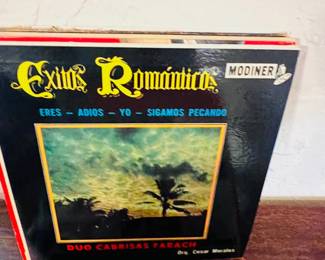 Exitos Románticos
MODINER
ERES - ADIOS - YO - SIGAMOS PECANDO
DUO CABRISAS FARACH
Orq. Cesar Morales